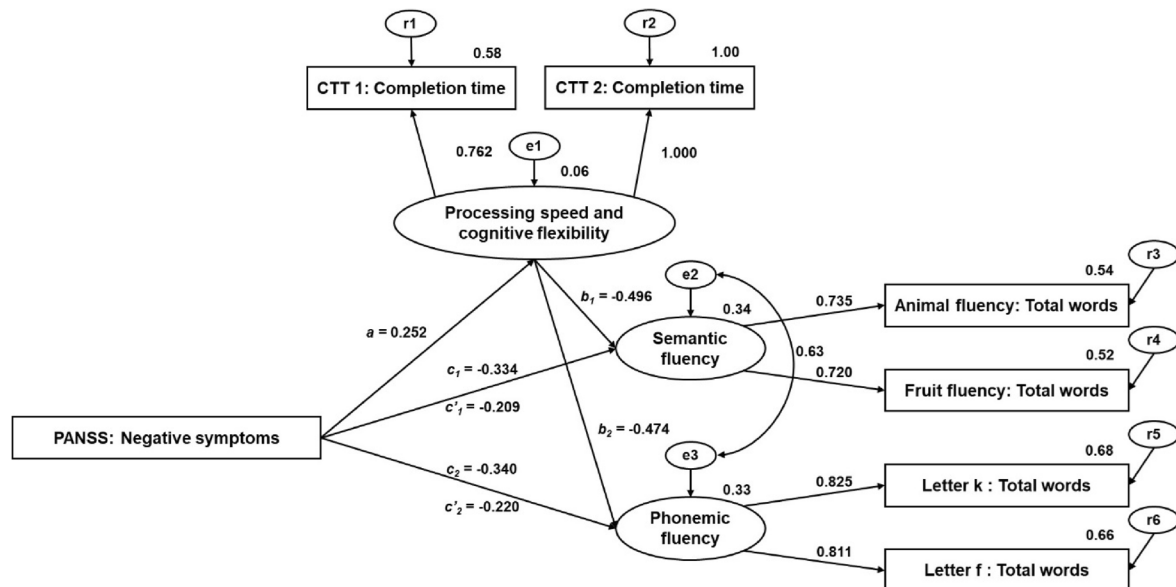 r1
r2
0.58
1.00
CTT 1: Completion time
CTT 2: Completion time
0.762
e1
1.000
0.06
Processing speed and
cognitive flexibility
r3
e2
0.54
b1 = -0.496
0.34
0.735
Animal fluency: Total words
a = 0.252
Semantic
fluency
0.63
r4
c1 = -0.334
0.720
0.52
c'1 = -0.209
Fruit fluency: Total words
PANSS: Negative symptoms
b2 = -0.474
r5
e3
0.68
c2 = -0.340
0.33
0.825
Letter k : Total words
c'2 = -0.220
Phonemic
fluency
r6
0.811
0.66
Letter f : Total words